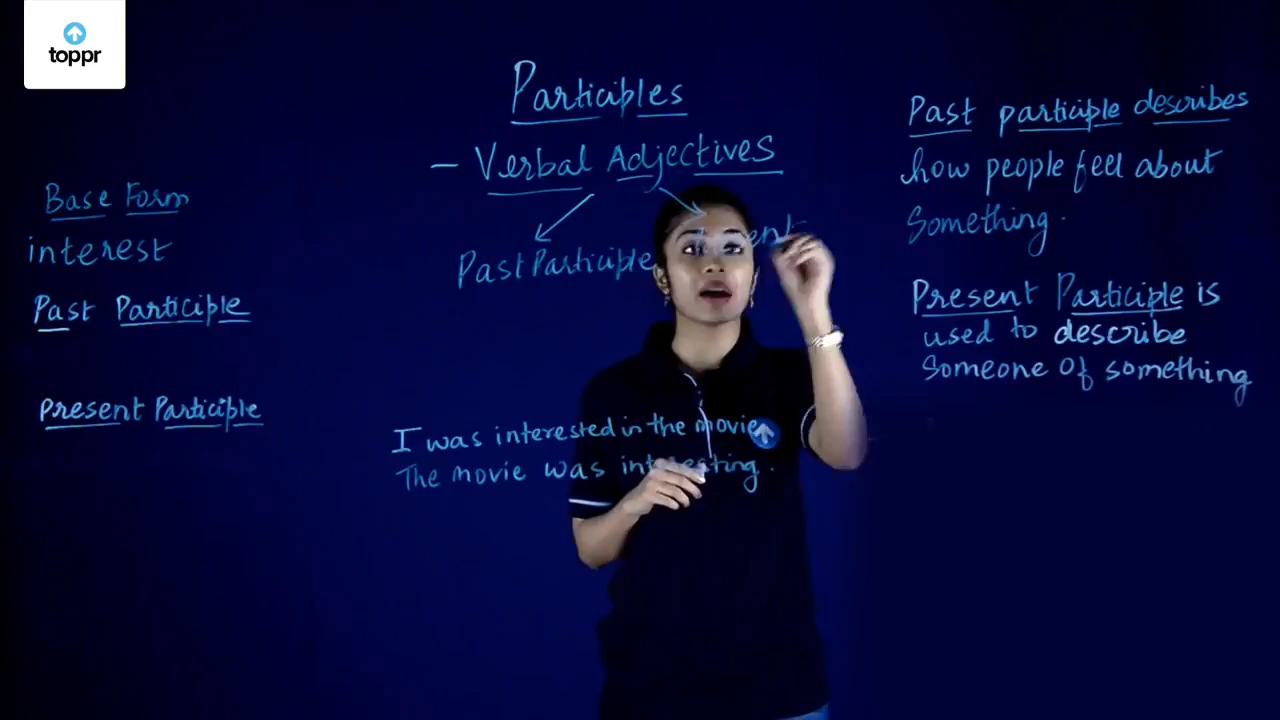 toppr
Participles
- Verbal Adjectives
Past Participle
Base Form
interest
Past Participle
Present Participle
I was interested in the movie
The movie was interesting.
Past participle describes
how people feel about
Something.
Present Participle is
used to describe
Someone Of something